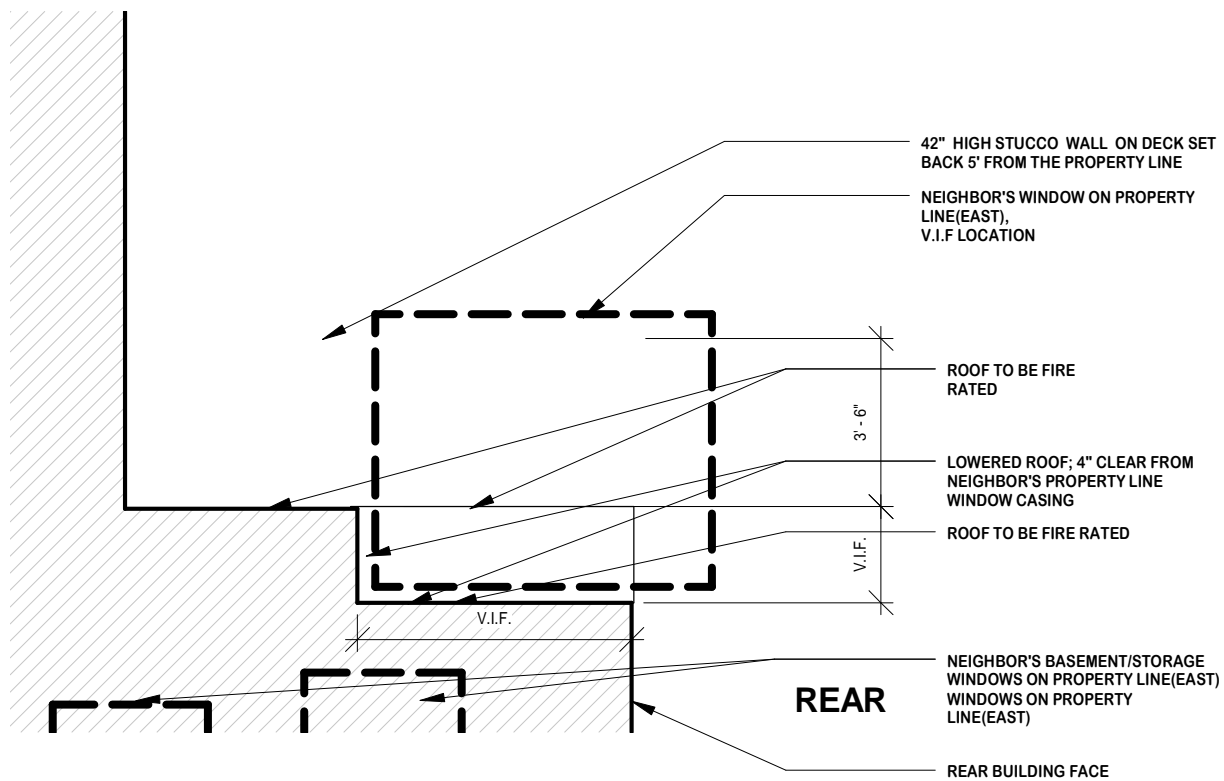 42" HIGH STUCCO WALL ON DECK SET
BACK 5' FROM THE PROPERTY LINE
NEIGHBOR'S WINDOW ON PROPERTY
LINE(EAST),
V.I.F LOCATION
ROOF TO BE FIRE
RATED
3' - 6"
LOWERED ROOF; 4" CLEAR FROM
NEIGHBOR'S PROPERTY LINE
WINDOW CASING
ROOF TO BE FIRE RATED
V.I.F.
V.I.F.
NEIGHBOR'S BASEMENT/STORAGE
WINDOWS ON PROPERTY LINE(EAST)
WINDOWS ON PROPERTY
LINE(EAST)
REAR
REAR BUILDING FACE